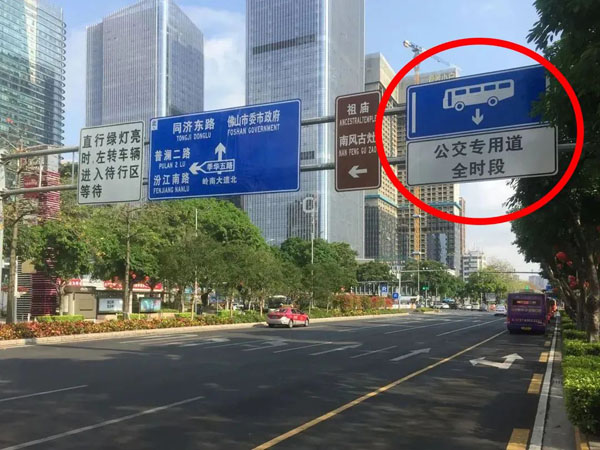 直行绿灯亮
时左转车辆
进入待行区
等待
同济东路
TONGJI DONGLU
佛山市委市政府
FOSHAN GOVERNMENT
普澜二路
PULAN 2 LU
季华五路
汾江南路
FENJIANG NANLU
岭南大道北
祖庙
ANCESTRALTEMPLE
南风古灶
NAN FENG GU ZAO
公交专用道
全时段